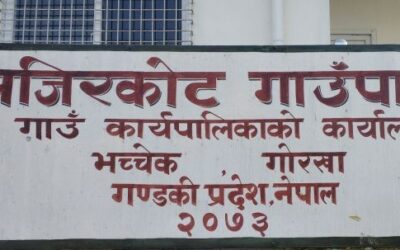 अजिरकोट गाउँपा
गाउँ कार्यपालिकाको कार्याल
भच्चेक , गोरखा
गण्डकी प्रदेश,नेपाल
२०७३